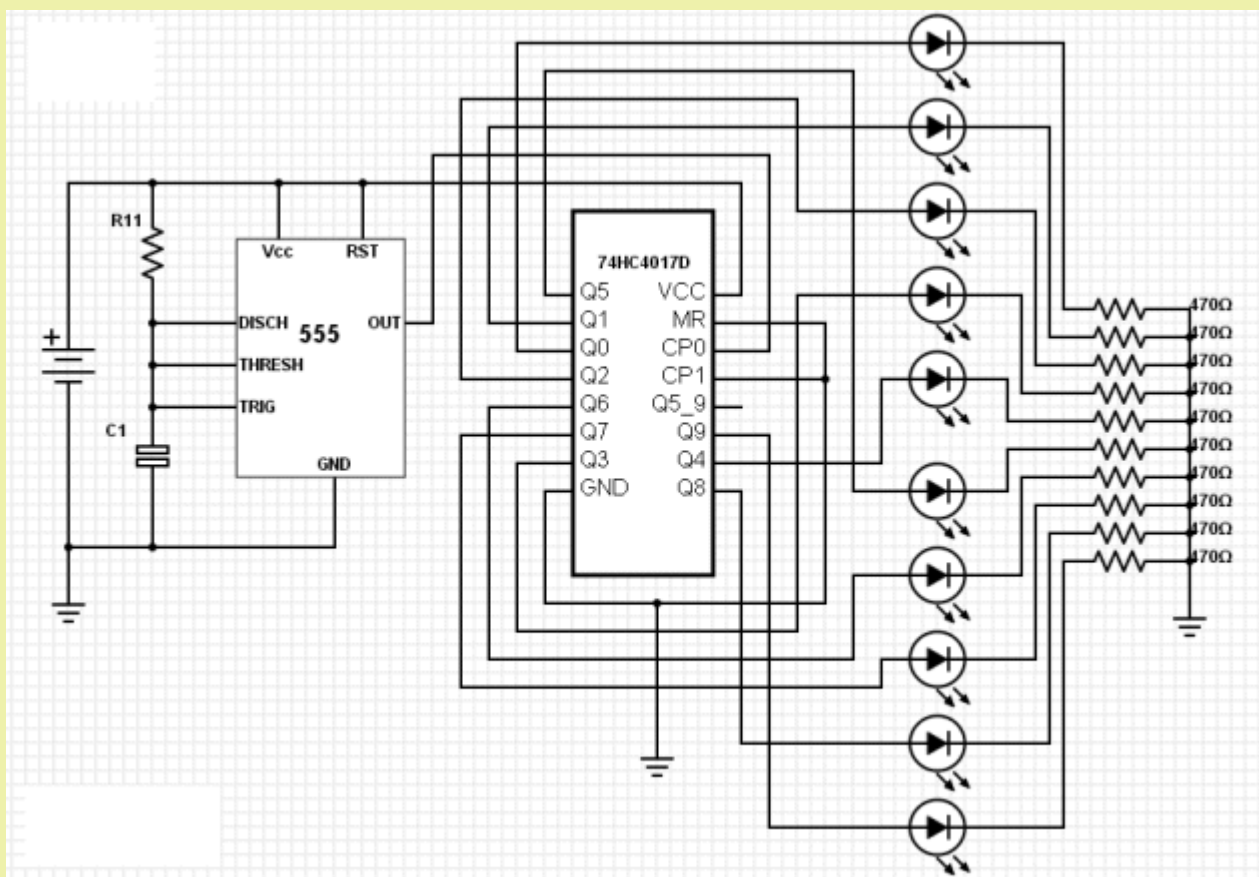 R11
Vcc
RST
DISCH
OUT
555
THRESH
TRIG
C1
GND
+
74HC4017D
Q5
VCC
Q1
MR
Q0
CP0
Q2
CP1
Q6
Q5_9
Q7
Q9
Q3
Q4
GND
Q8
470Ω
470Ω
470Ω
470Ω
470Ω
470Ω
470Ω
470Ω
470Ω
470Ω